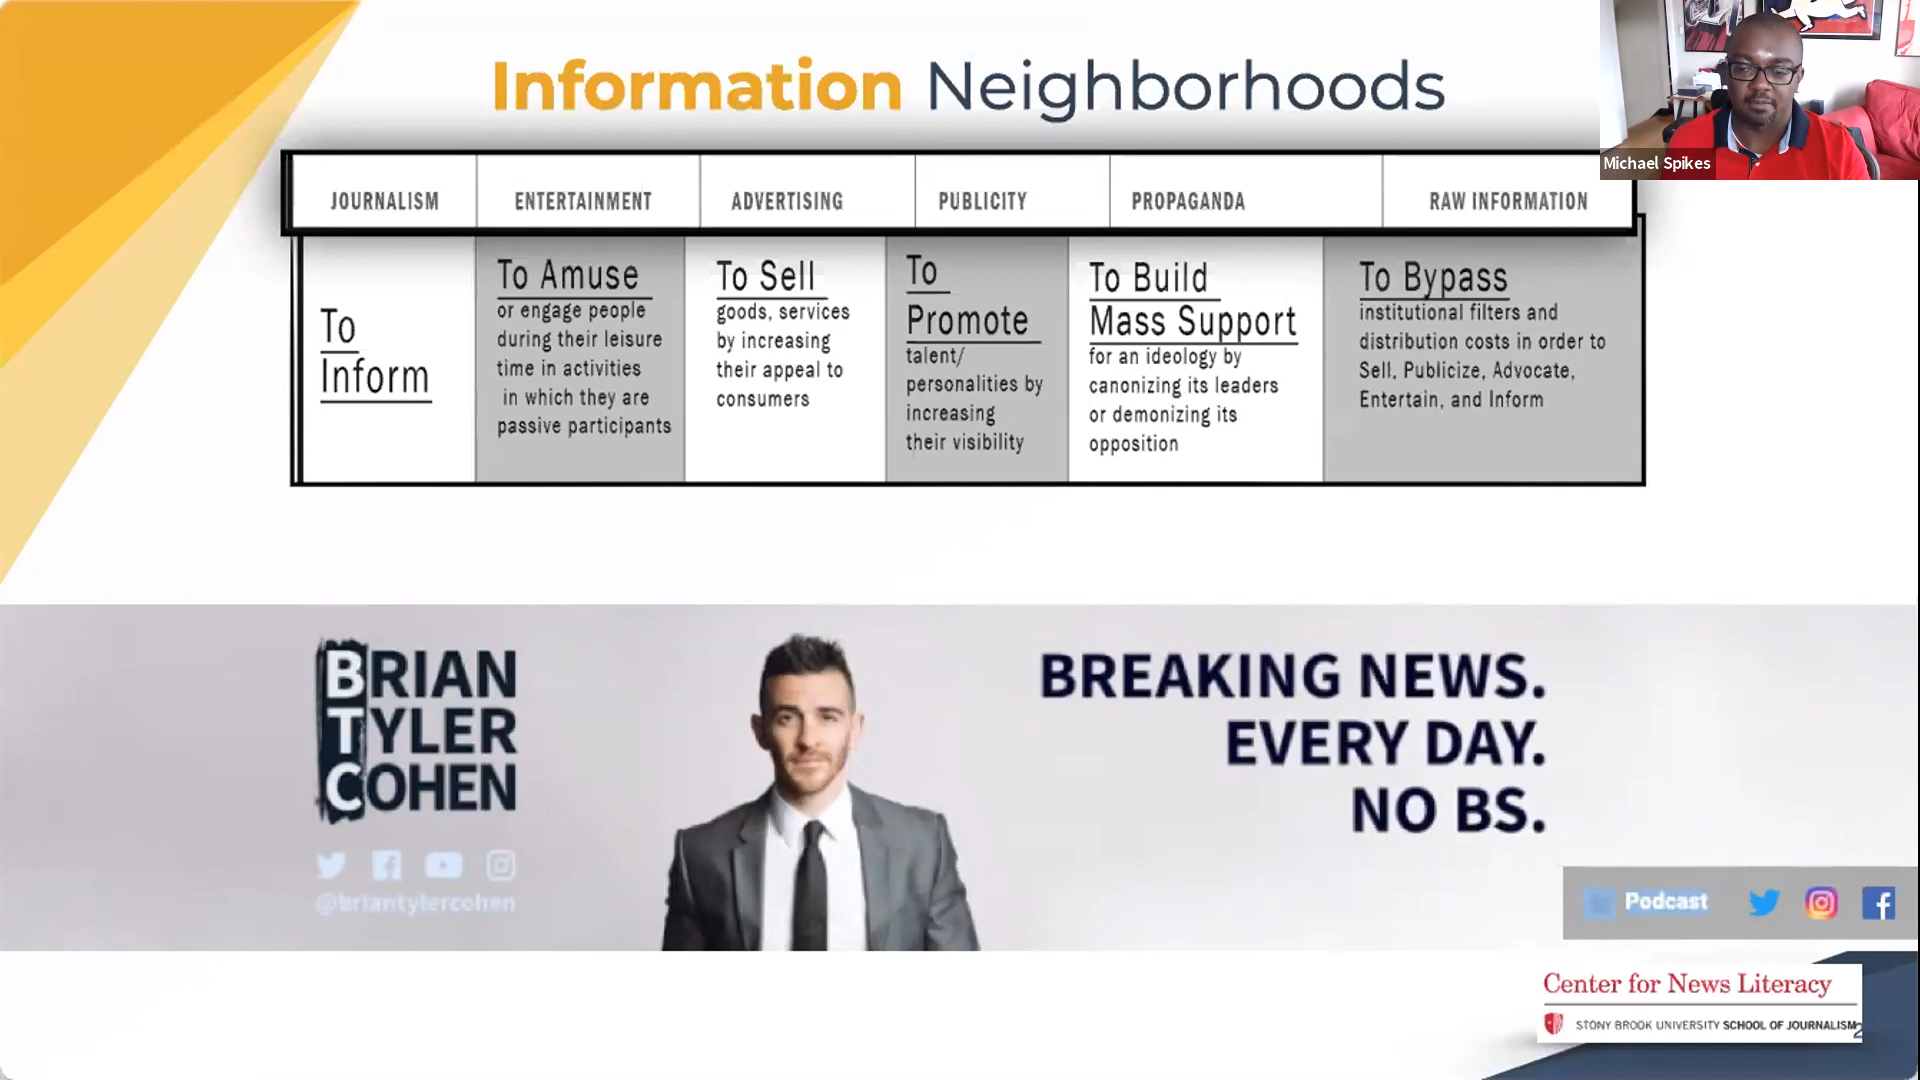 Information Neighborhoods
Michael Spikes
JOURNALISM
ENTERTAINMENT
ADVERTISING
PUBLICITY
PROPAGANDA
RAW INFORMATION
To
Inform
To Amuse
or engage people
during their leisure
time in activities
in which they are
passive participants
To Sell
goods, services
by increasing
their appeal to
consumers
To
Promote
talent/
personalities by
increasing
their visibility
To Build
Mass Support
for an ideology by
canonizing its leaders
or demonizing its
opposition
To Bypass
institutional filters and
distribution costs in order to
Sell, Publicize, Advocate,
Entertain, and Inform
BRIAN
TYLER
COHEN
@briantylercohen
BREAKING NEWS.
EVERY DAY.
NO BS.
Podcast
Center for News Literacy
STONY BROOK UNIVERSITY SCHOOL OF JOURNALISM